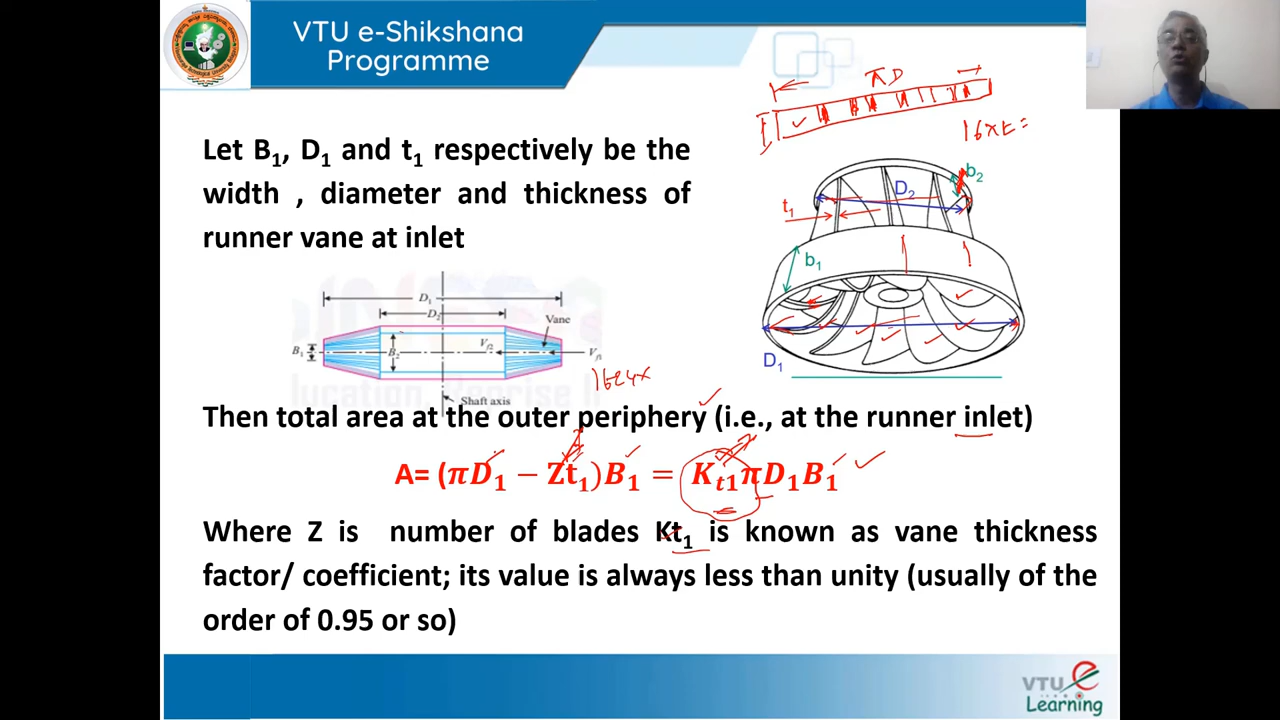 VTU e-Shikshana
Programme
πD
16×t=
Let B₁, D₁ and t₁ respectively be the
width , diameter and thickness of
runner vane at inlet
D₂
b₂
t₁
b₁
D₁
D₁
D₂
Vane
B₁
B₂
Vf2
Vf1
Shaft axis
Then total area at the outer periphery (i.e., at the runner inlet)
A= (πD₁ − Zt₁)B₁ = Kₜ₁πD₁B₁
Where Z is number of blades Kt₁ is known as vane thickness
factor/ coefficient; its value is always less than unity (usually of the
order of 0.95 or so)
VTU e
Learning